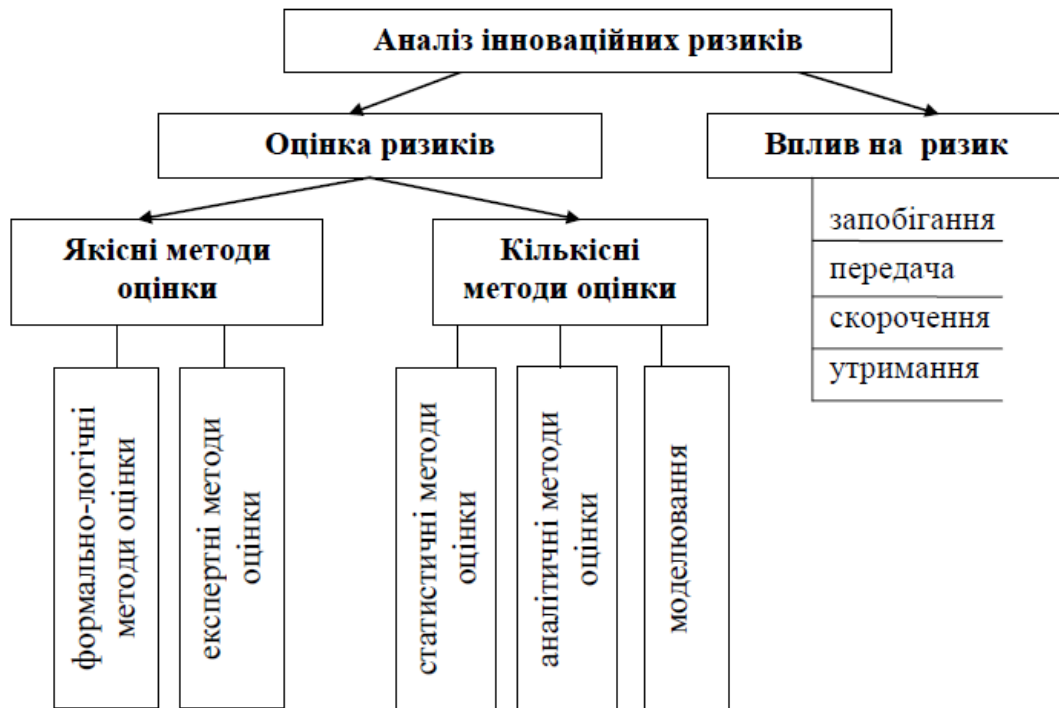 Аналіз інноваційних ризиків
Оцінка ризиків
Вплив на ризик
Якісні методи
оцінки
Кількісні
методи оцінки
запобігання
передача
скорочення
утримання
формально-логічні
методи оцінки
експертні методи
оцінки
статистичні методи
оцінки
аналітичні методи
оцінки
моделювання